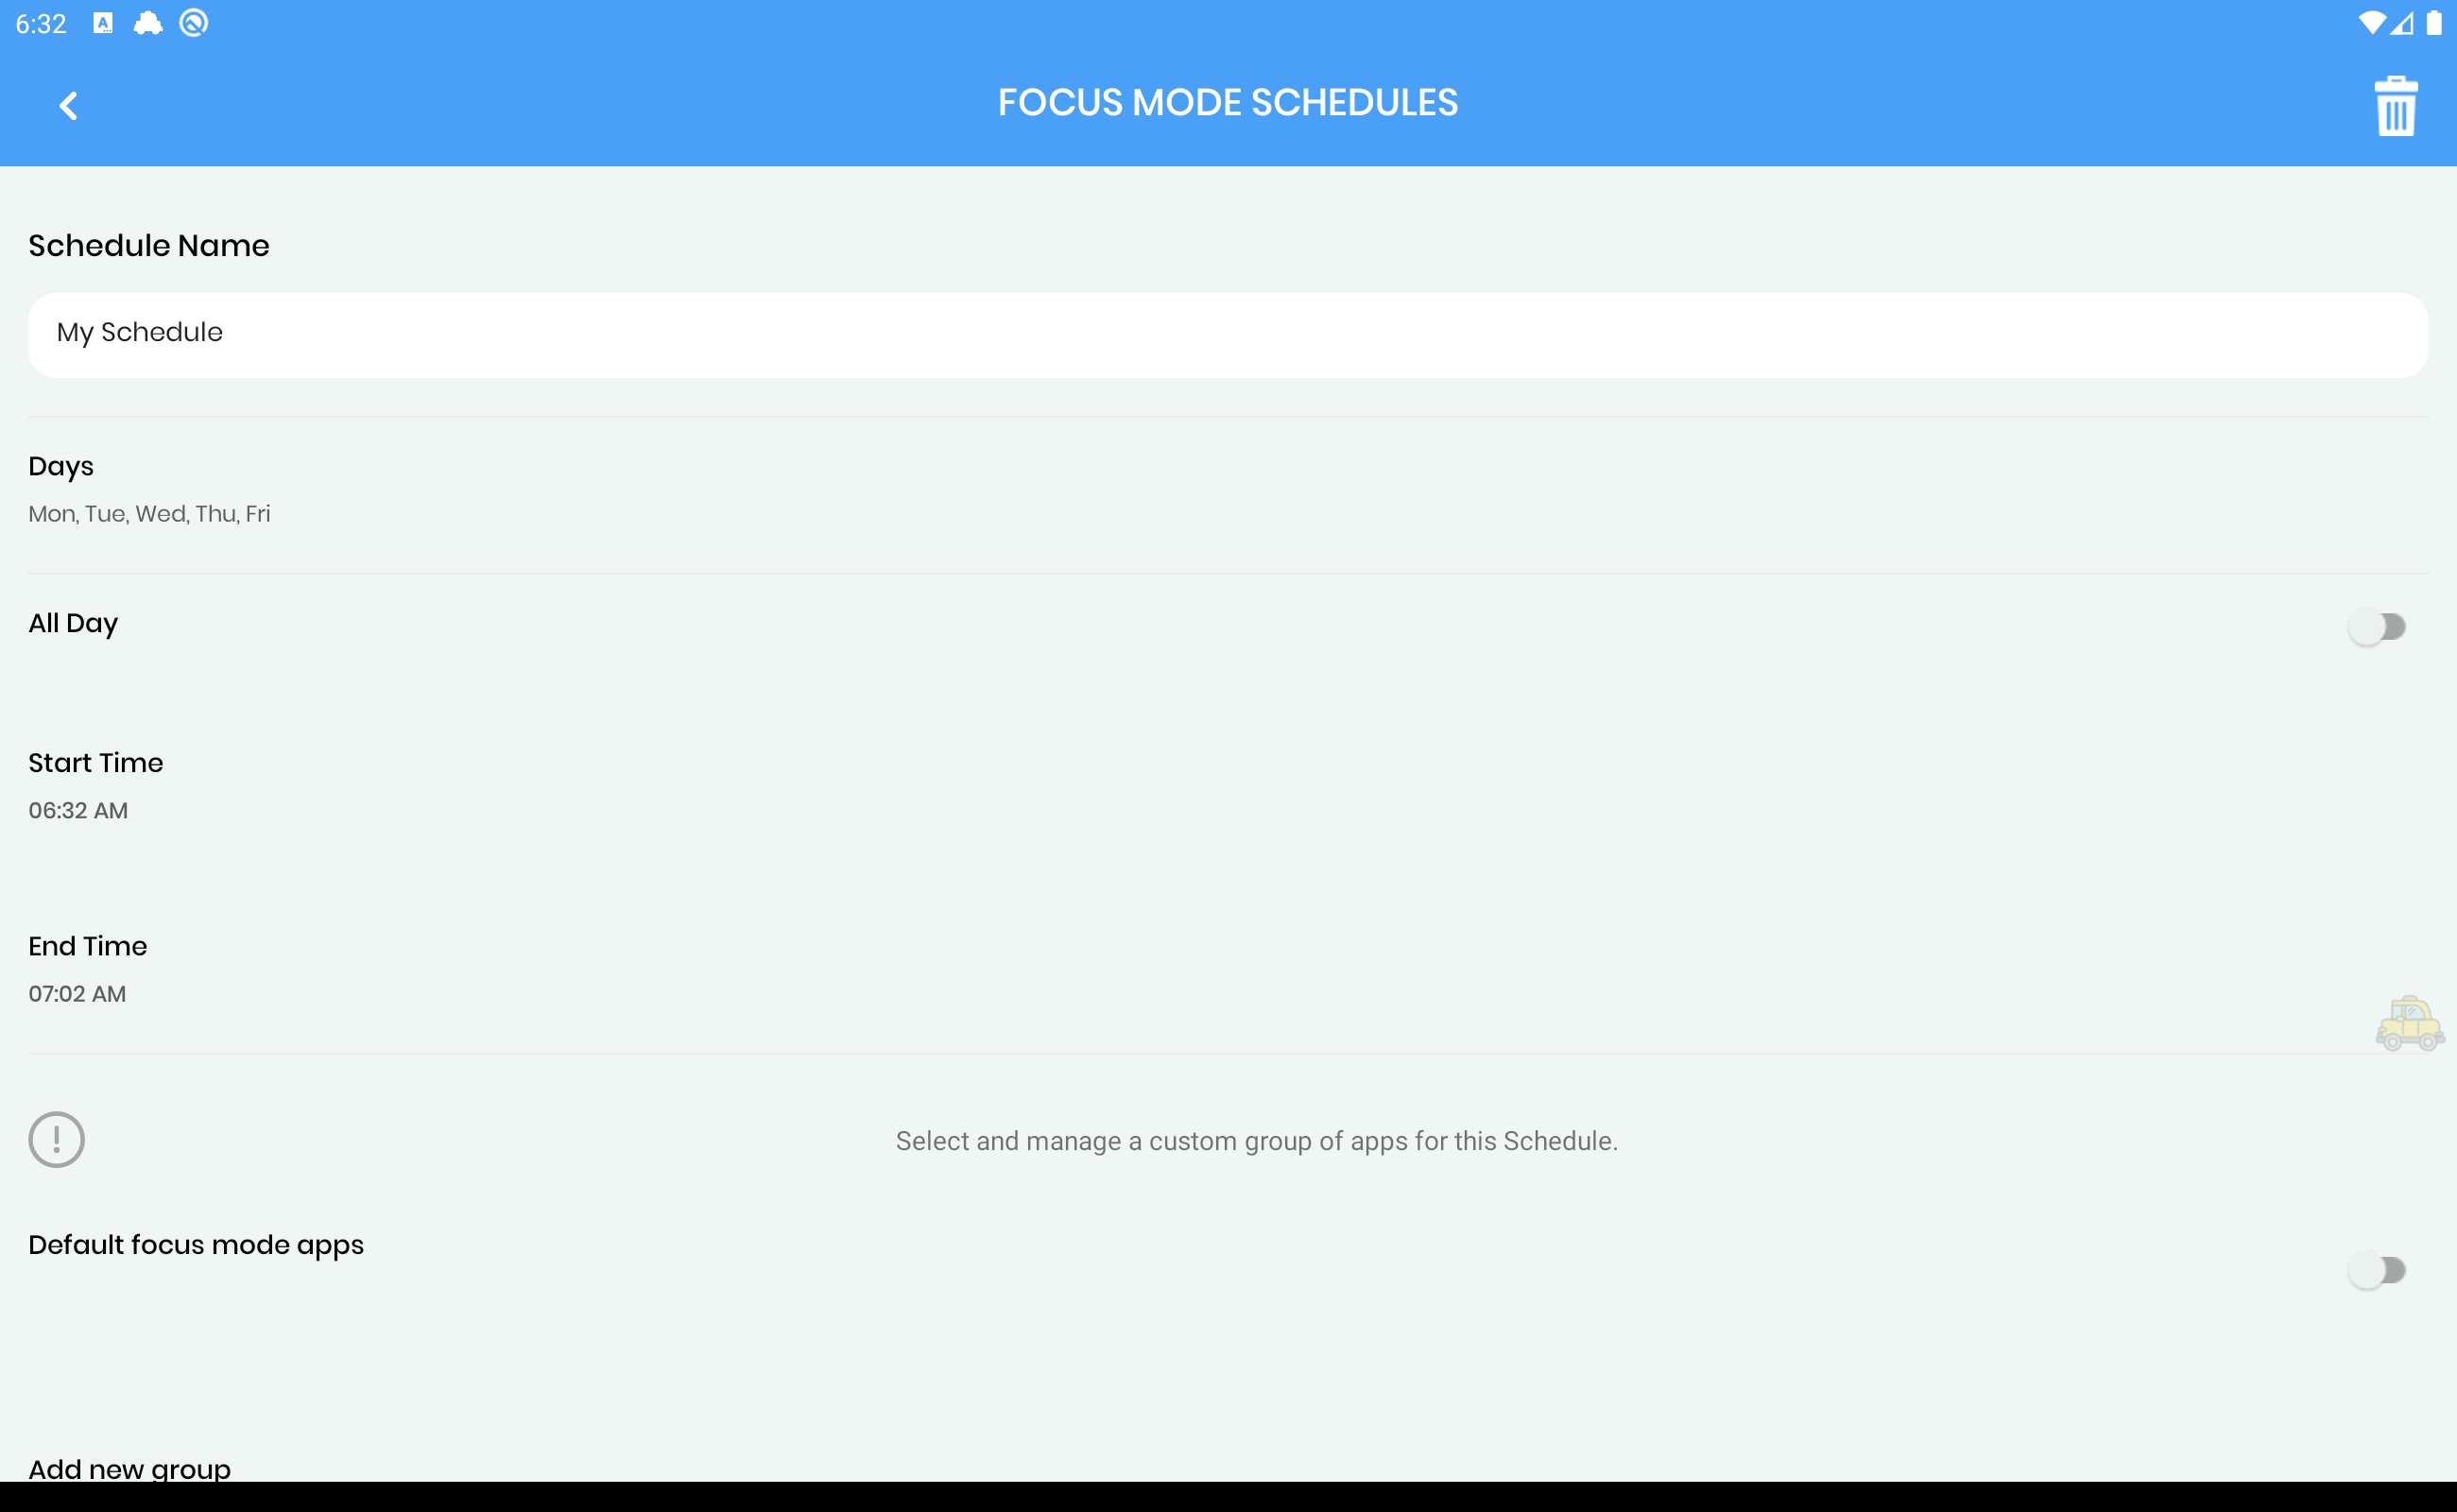 6:32
FOCUS MODE SCHEDULES
Schedule Name
My Schedule
Days
Mon, Tue, Wed, Thu, Fri
All Day
Start Time
06:32 AM
End Time
07:02 AM
Select and manage a custom group of apps for this Schedule.
Default focus mode apps
Add new group